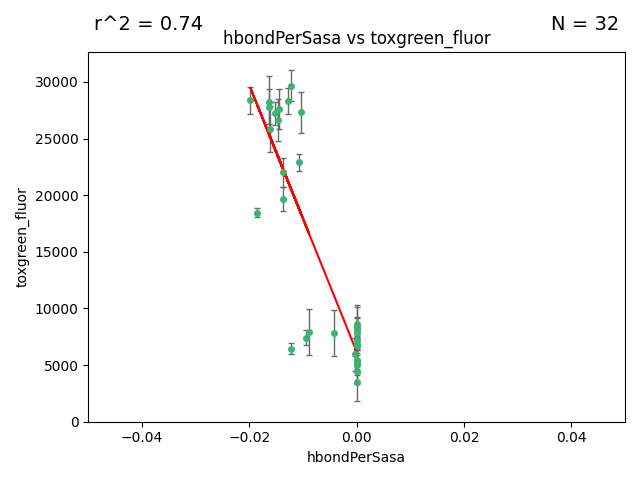 r^2 = 0.74
N = 32
hbondPerSasa vs toxgreen_fluor
30000
25000
20000
15000
10000
5000
0
toxgreen_fluor
−0.04
−0.02
0.00
0.02
0.04
hbondPerSasa